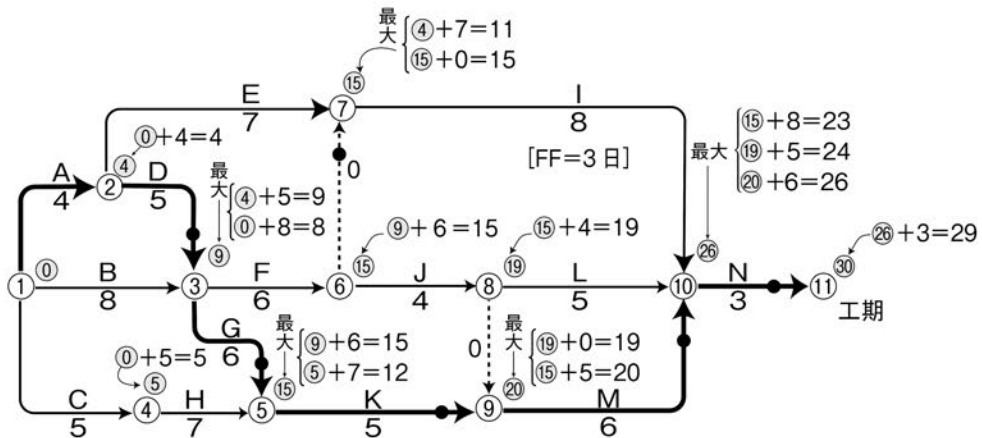 最大
④+7=11
⑮+0=15
⑮
E
7
⑦
I
8
⓪+4=4
④
A
4
②
D
5
最大
④+5=9
⓪+8=8
⑨
0
[FF=3日]
最大
⑮+8=23
⑲+5=24
⑳+6=26
㉖
⑨+6=15
⑮
⑮+4=19
⑲
㉖+3=29
㉚
①
⓪
B
8
③
F
6
⑥
J
4
⑧
L
5
⑩
N
3
⑪
工期
G
6
⓪+5=5
⑤
最大
⑨+6=15
⑤+7=12
⑮
0
最大
⑲+0=19
⑮+5=20
⑳
C
5
④
H
7
⑤
K
5
⑨
M
6